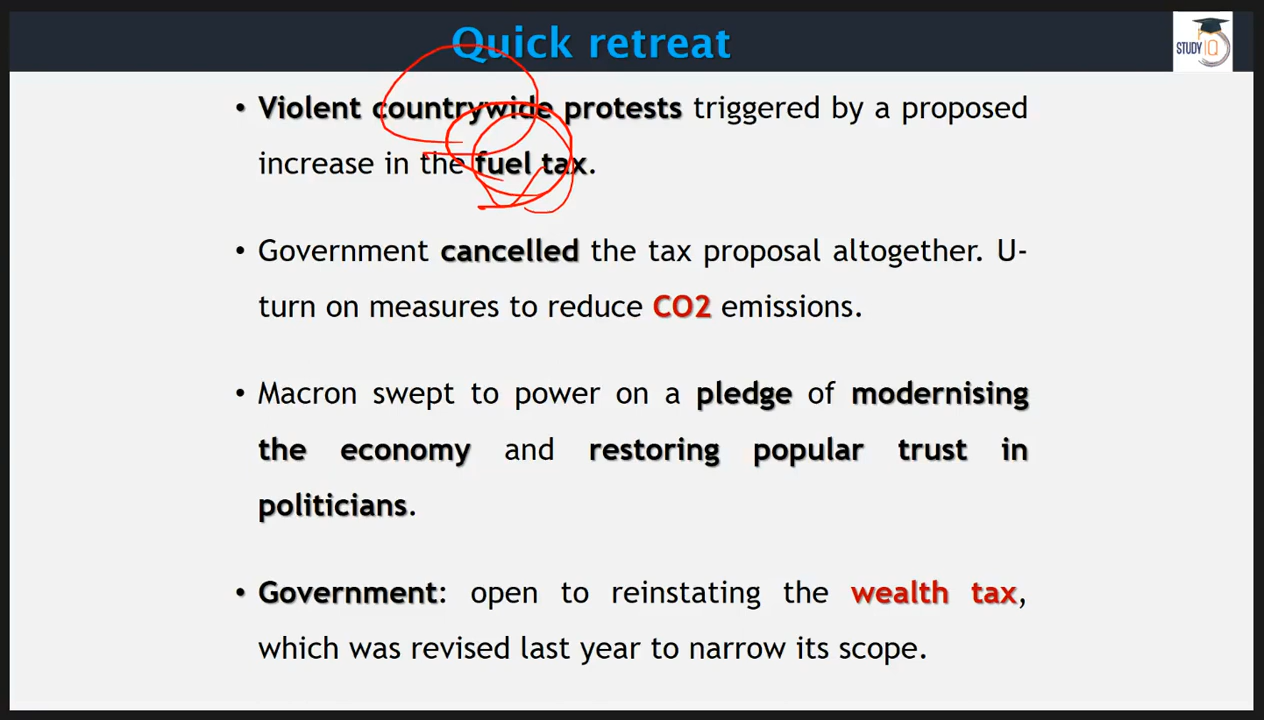 Quick retreat
STUDY IQ
• Violent countrywide protests triggered by a proposed
increase in the fuel tax.
• Government cancelled the tax proposal altogether. U-
turn on measures to reduce CO2 emissions.
• Macron swept to power on a pledge of modernising
the economy and restoring popular trust in
politicians.
• Government: open to reinstating the wealth tax,
which was revised last year to narrow its scope.